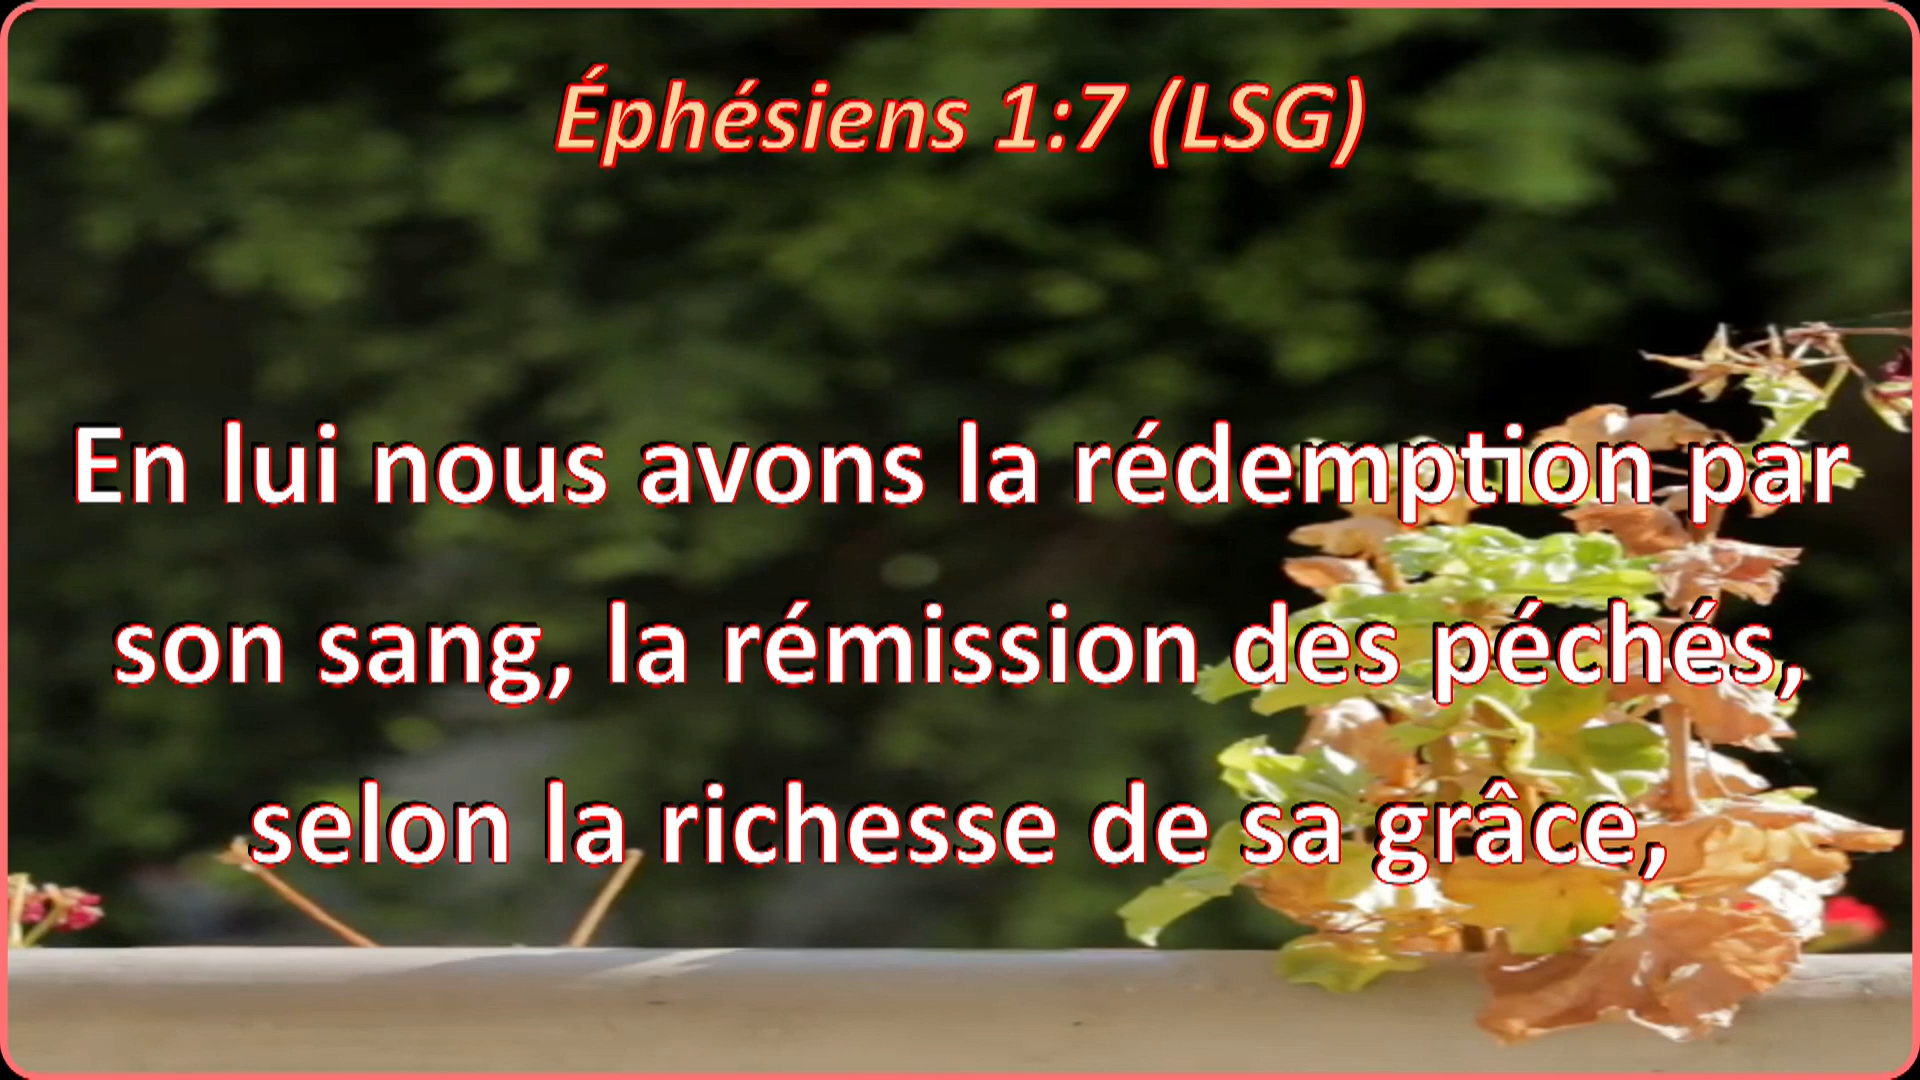 Éphésiens 1:7 (LSG)
En lui nous avons la rédemption par
son sang, la rémission des péchés,
selon la richesse de sa grâce,